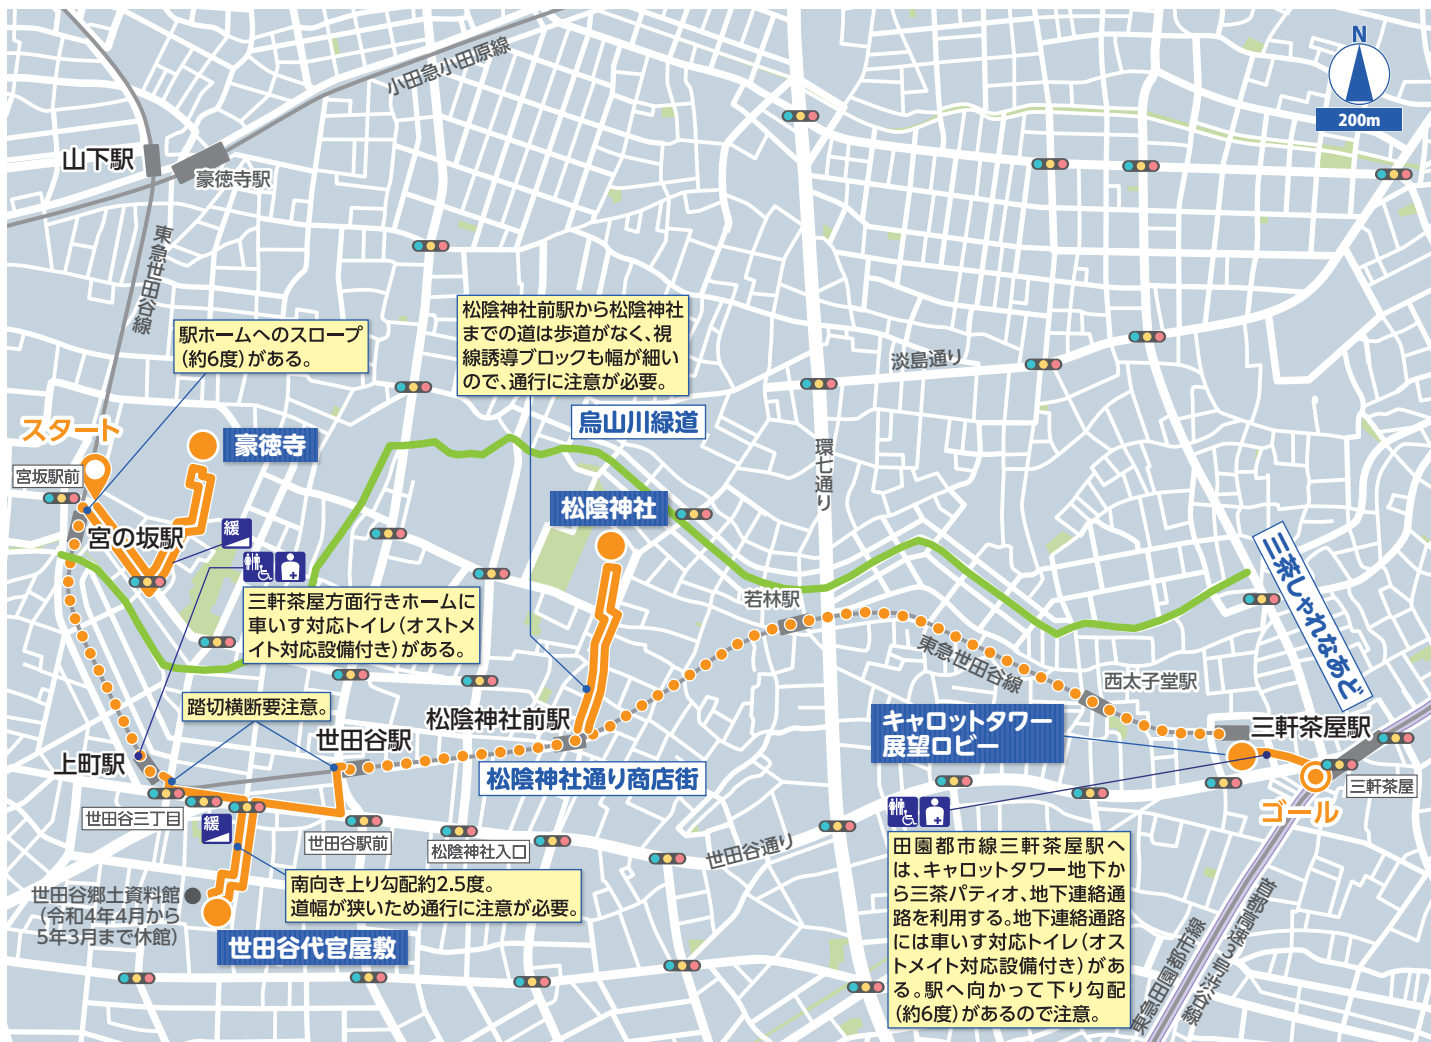 小田急小田原線
N
200m
山下駅
豪徳寺駅
東急世田谷線
駅ホームへのスロープ
(約6度)がある。
松陰神社前駅から松陰神社
までの道は歩道がなく、視
線誘導ブロックも幅が細い
ので、通行に注意が必要。
淡島通り
烏山川緑道
環七通り
スタート
豪徳寺
宮坂駅前
松陰神社
宮の坂駅
緩
三軒茶屋方面行きホームに
車いす対応トイレ(オストメ
イト対応設備付き)がある。
若林駅
三茶しゃれなあど
東急世田谷線
西太子堂駅
踏切横断要注意。
松陰神社前駅
世田谷駅
キャロットタワー
展望ロビー
三軒茶屋駅
上町駅
松陰神社通り商店街
三軒茶屋
ゴール
世田谷三丁目
緩
世田谷駅前
松陰神社入口
世田谷通り
田園都市線三軒茶屋駅へ
は、キャロットタワー地下か
ら三茶パティオ、地下連絡通
路を利用する。地下連絡通路
には車いす対応トイレ(オス
トメイト対応設備付き)があ
る。駅へ向かって下り勾配
(約6度)があるので注意。
南向き上り勾配約2.5度。
道幅が狭いため通行に注意が必要。
世田谷郷土資料館
(令和4年4月から
5年3月まで休館)
世田谷代官屋敷
東急田園都市線
首都高速3号渋谷線